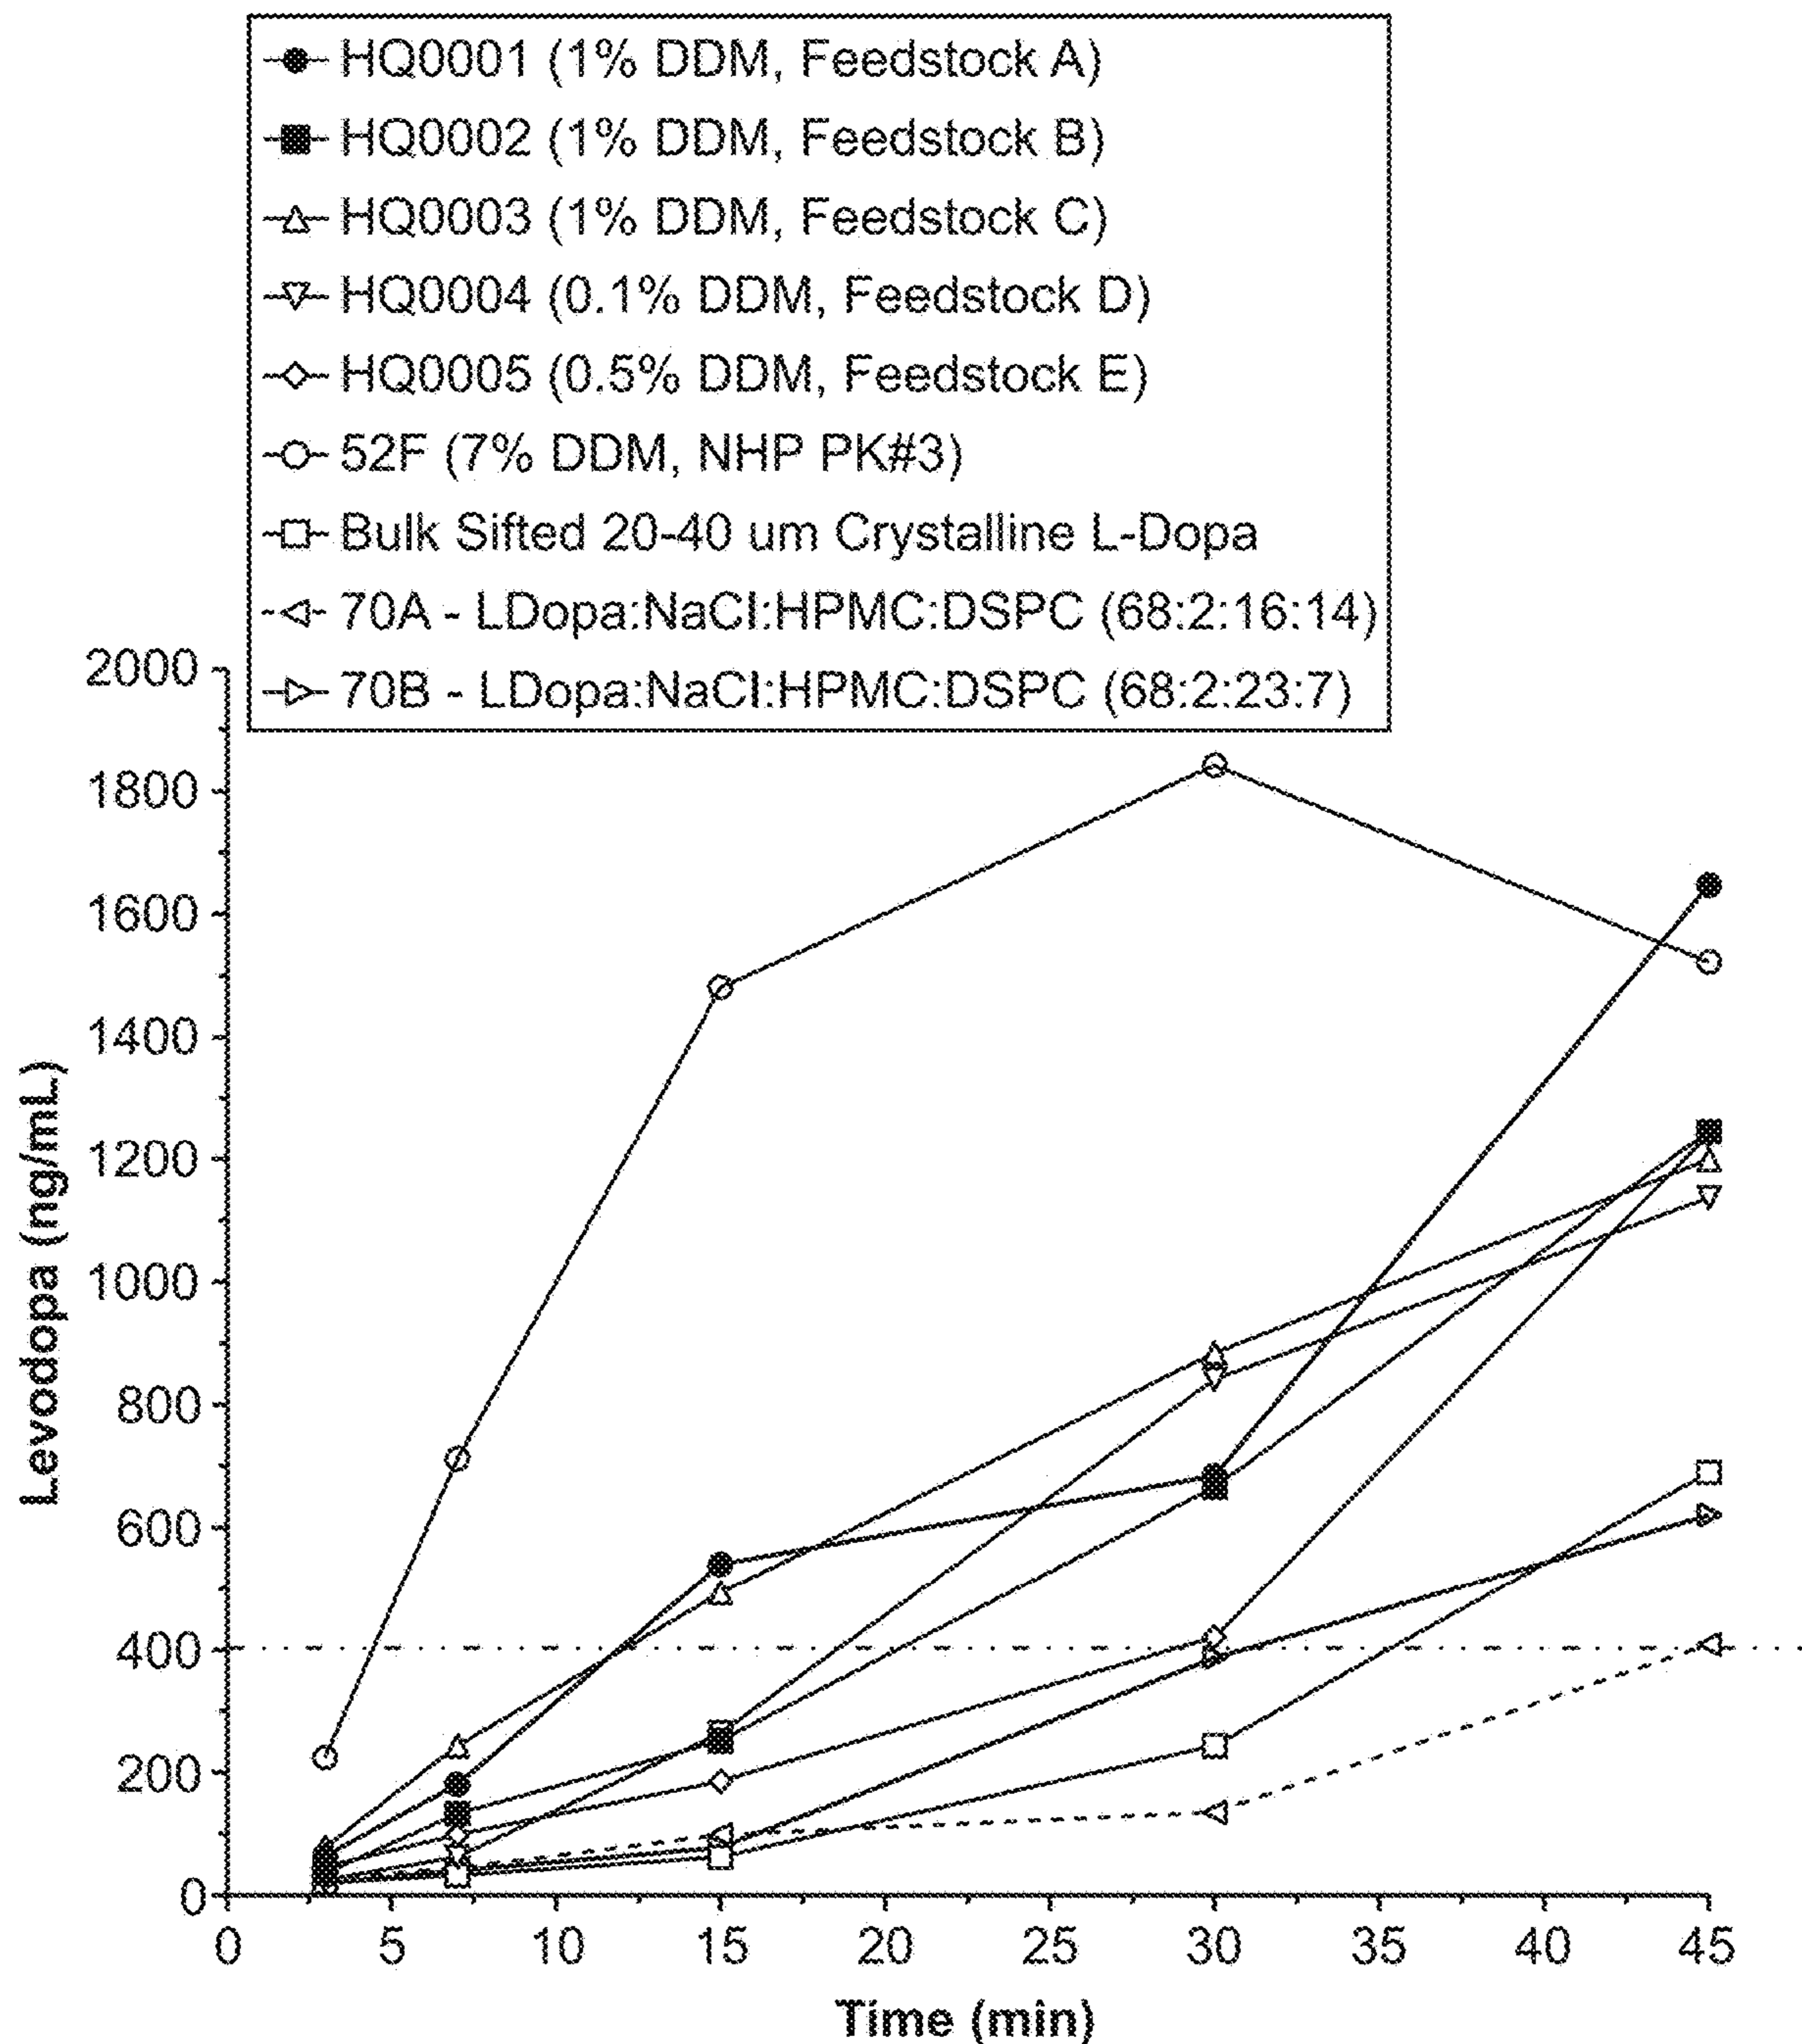 HQ0001 (1% DDM, Feedstock A)
HQ0002 (1% DDM, Feedstock B)
HQ0003 (1% DDM, Feedstock C)
HQ0004 (0.1% DDM, Feedstock D)
HQ0005 (0.5% DDM, Feedstock E)
52F (7% DDM, NHP PK#3)
Bulk Sifted 20-40 um Crystalline L-Dopa
70A - LDopa:NaCl:HPMC:DSPC (68:2:16:14)
70B - LDopa:NaCl:HPMC:DSPC (68:2:23:7)
2000
1800
1600
1400
1200
1000
800
600
400
200
0
Levodopa (ng/mL)
0 5 10 15 20 25 30 35 40 45
Time (min)